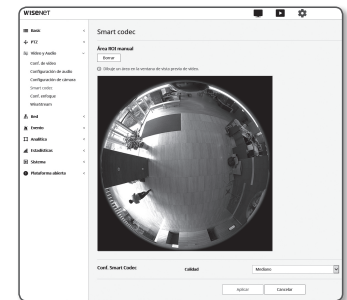 WISENET
Basic
PTZ
Vídeo y Audio
Conf. de vídeo
Configuración de audio
Configuración de cámara
Smart codec
Conf. enfoque
WiseStream
Red
Evento
Analítica
Estadísticas
Sistema
Plataforma abierta
Smart codec
Área ROI manual
Borrar
Dibuje un área en la ventana de vista previa de vídeo.
Conf. Smart Codec
Calidad
Mediano
Aplicar
Cancelar